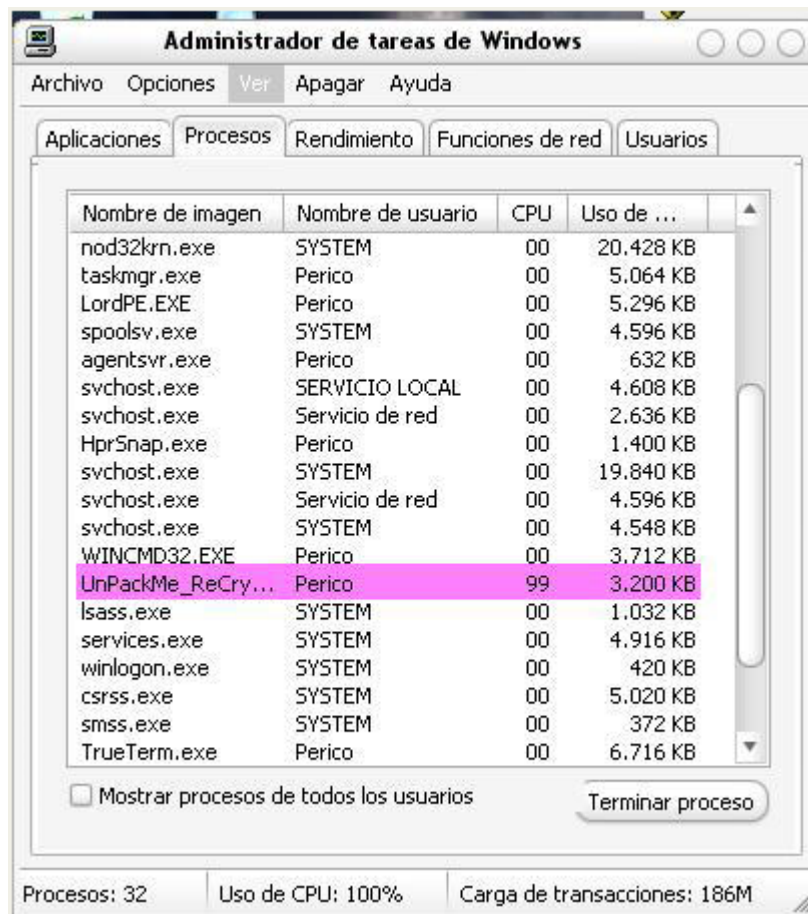 Administrador de tareas de Windows
Archivo Opciones Ver Apagar Ayuda
Aplicaciones Procesos Rendimiento Funciones de red Usuarios
Nombre de imagen Nombre de usuario CPU Uso de ...
nod32krn.exe SYSTEM 00 20.428 KB
taskmgr.exe Perico 00 5.064 KB
LordPE.EXE Perico 00 5.296 KB
spoolsv.exe SYSTEM 00 4.596 KB
agentsvr.exe Perico 00 632 KB
svchost.exe SERVICIO LOCAL 00 4.608 KB
svchost.exe Servicio de red 00 2.636 KB
HprSnap.exe Perico 00 1.400 KB
svchost.exe SYSTEM 00 19.840 KB
svchost.exe Servicio de red 00 4.596 KB
svchost.exe SYSTEM 00 4.548 KB
WINCMD32.EXE Perico 00 3.712 KB
UnPackMe_ReCry... Perico 99 3.200 KB
lsass.exe SYSTEM 00 1.032 KB
services.exe SYSTEM 00 4.916 KB
winlogon.exe SYSTEM 00 420 KB
csrss.exe SYSTEM 00 5.020 KB
smss.exe SYSTEM 00 372 KB
TrueTerm.exe Perico 00 6.716 KB
Mostrar procesos de todos los usuarios Terminar proceso
Procesos: 32 Uso de CPU: 100% Carga de transacciones: 186M